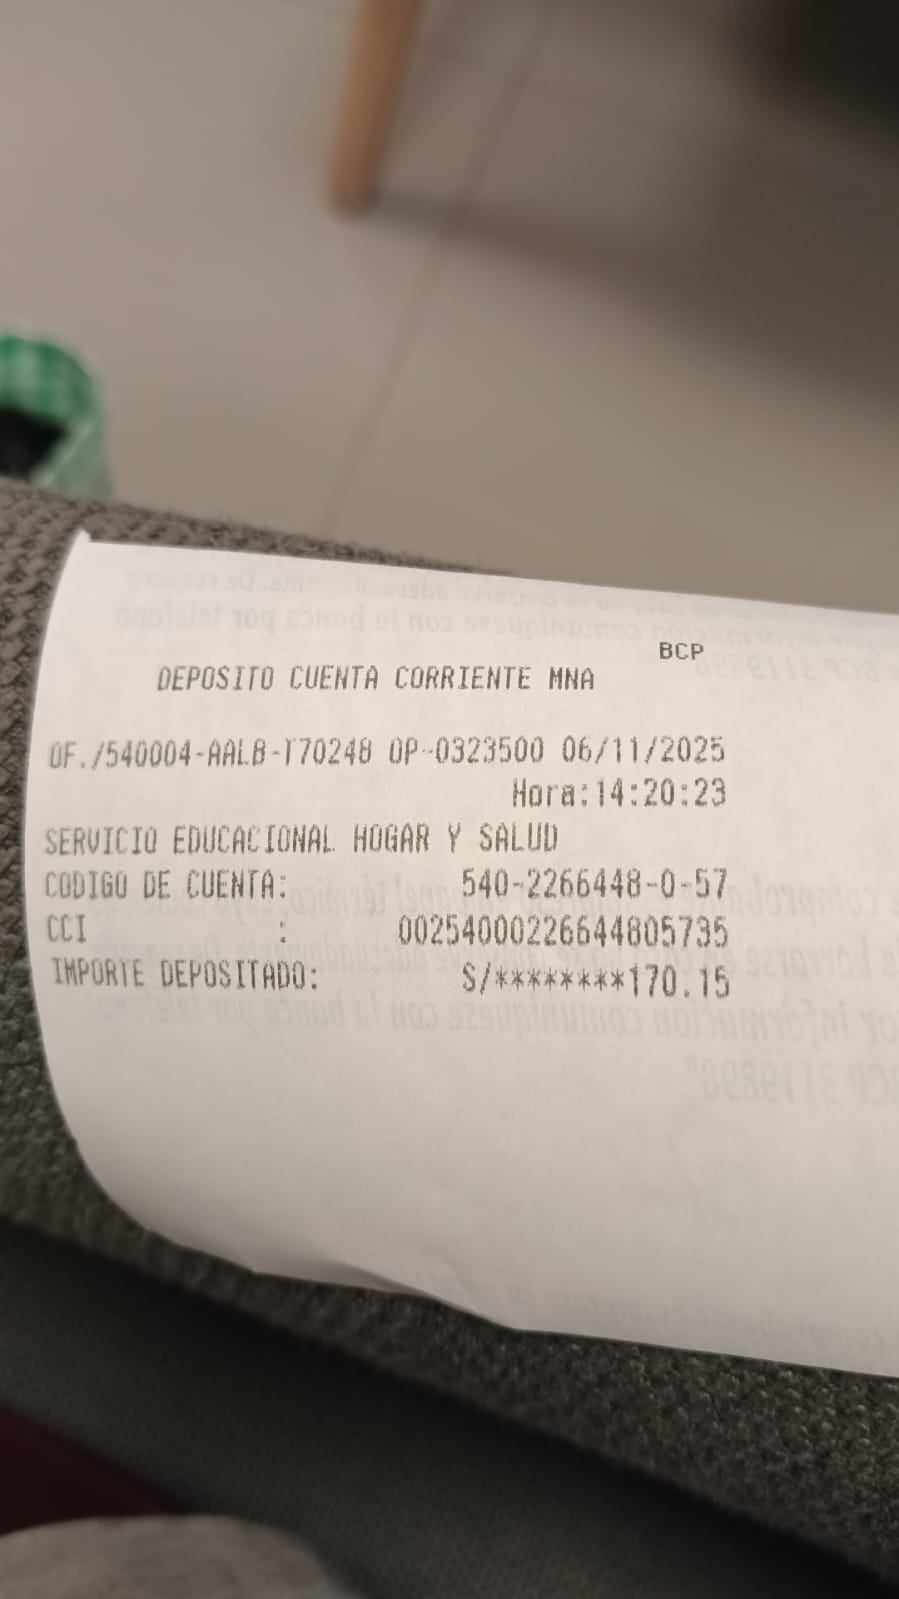 BCP
DEPOSITO CUENTA CORRIENTE MNA
OF./540004-AALB-T70248 OP-0323500 06/11/2025
Hora:14:20:23
SERVICIO EDUCACIONAL HOGAR Y SALUD
CODIGO DE CUENTA: 540-2266448-0-57
CCI : 00254000226644805735
IMPORTE DEPOSITADO: S/********170.15